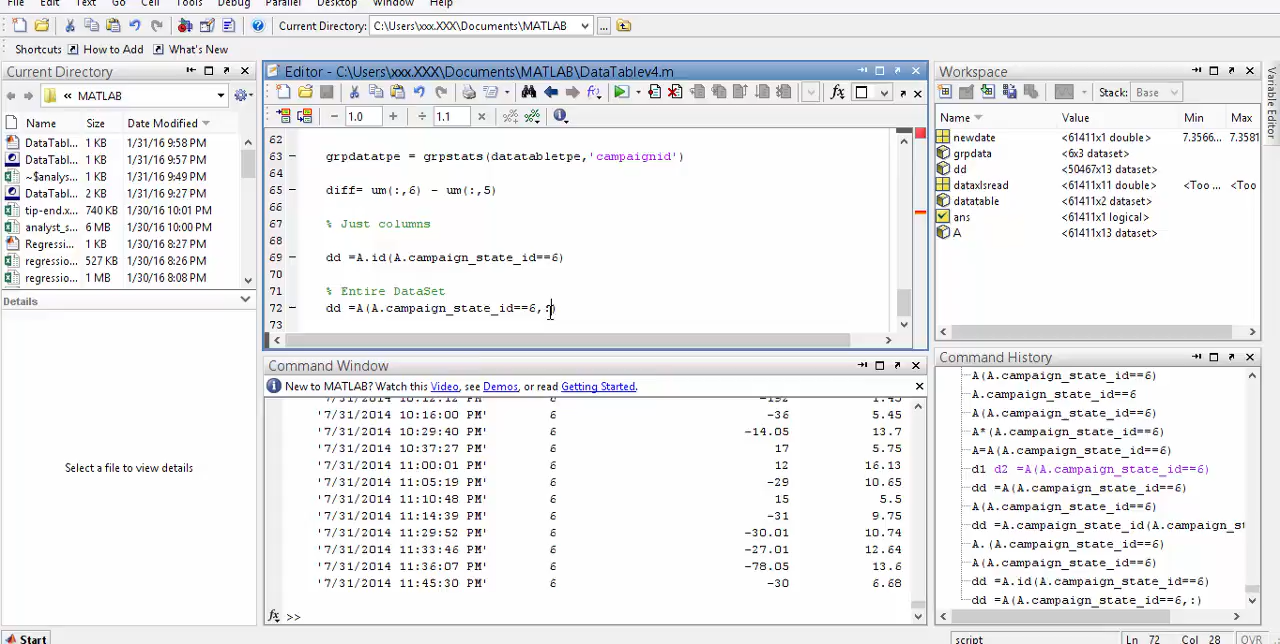 File Edit Text Go Cell Tools Debug Parallel Desktop Window Help
Current Directory: C:\Users\xxx.XXX\Documents\MATLAB
Shortcuts How to Add What's New
Current Directory
« MATLAB
Name Size Date Modified
DataTabl... 1 KB 1/31/16 9:58 PM
DataTabl... 1 KB 1/31/16 9:57 PM
~$analys... 1 KB 1/31/16 9:49 PM
DataTabl... 2 KB 1/31/16 9:27 PM
tip-end.x... 740 KB 1/30/16 10:01 PM
analyst_s... 6 MB 1/30/16 10:01 PM
Regressi... 1 KB 1/30/16 8:27 PM
regressio... 527 KB 1/30/16 8:26 PM
regressio... 1 MB 1/30/16 8:08 PM
Details
Select a file to view details
Start
Editor - C:\Users\xxx.XXX\Documents\MATLAB\DataTablev4.m
1.0 1.1
62
63 grpdatatpe = grpstats(datatabletpe,'campaignid')
64
65 diff= um(:,6) - um(:,5)
66
67 % Just columns
68
69 dd =A.id(A.campaign_state_id==6)
70
71 % Entire DataSet
72 dd =A(A.campaign_state_id==6,:)
73
Command Window
New to MATLAB? Watch this Video, see Demos, or read Getting Started.
'7/31/2014 10:12:12 PM' 6 -192 1.45
'7/31/2014 10:16:00 PM' 6 -36 5.45
'7/31/2014 10:29:40 PM' 6 -14.05 13.7
'7/31/2014 10:37:27 PM' 6 17 5.75
'7/31/2014 11:00:01 PM' 6 12 16.13
'7/31/2014 11:05:19 PM' 6 -29 10.65
'7/31/2014 11:10:48 PM' 6 15 5.5
'7/31/2014 11:14:39 PM' 6 -31 9.75
'7/31/2014 11:29:52 PM' 6 -30.01 10.74
'7/31/2014 11:33:46 PM' 6 -27.01 12.64
'7/31/2014 11:36:07 PM' 6 -78.05 13.6
'7/31/2014 11:45:30 PM' 6 -30 6.68
fx >>
Workspace
Stack: Base
Name Value Min Max
newdate <61411x1 double> 7.3566... 7.3581
grpdata <6x3 dataset>
dd <50467x13 dataset>
dataxlsread <61411x11 double> <Too ... <Too
datatable <61411x2 dataset>
ans <61411x1 logical>
A <61411x13 dataset>
Variable Editor
Command History
A(A.campaign_state_id==6)
A.campaign_state_id==6
A(A.campaign_state_id==6)
A*(A.campaign_state_id==6)
A=A(A.campaign_state_id==6)
d1 d2 =A(A.campaign_state_id==6)
dd =A(A.campaign_state_id==6)
A(A.campaign_state_id==6)
dd =A.campaign_state_id(A.campaign_st
A.(A.campaign_state_id==6)
A(A.campaign_state_id==6)
dd =A.id(A.campaign_state_id==6)
dd =A(A.campaign_state_id==6,:)
script Ln 72 Col 28 OVR